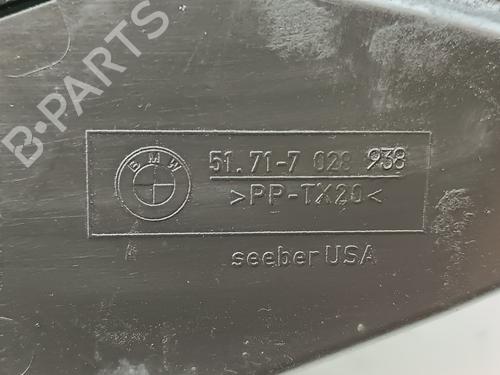 B-PARTS
BMW
51.71-7 028 938
>PP-TX20<
seeber USA